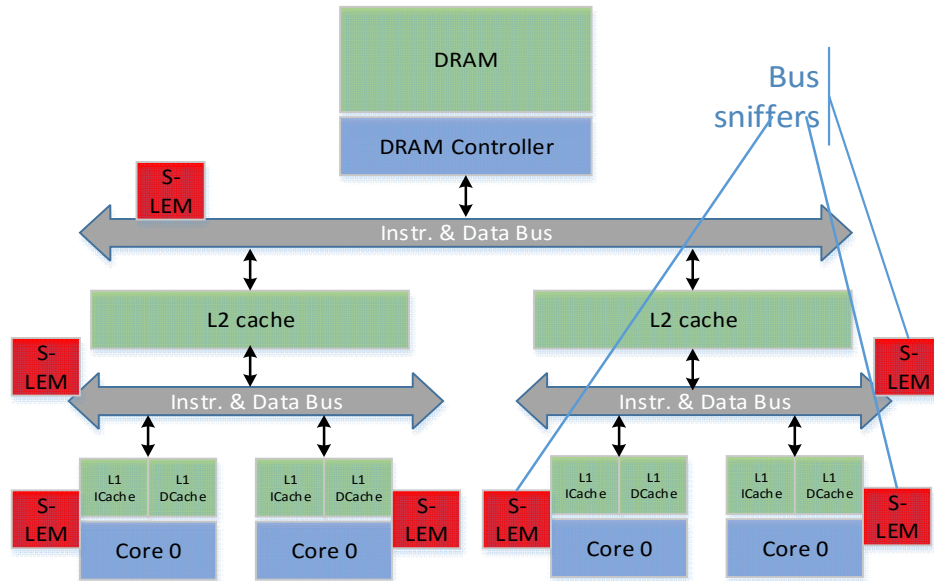 DRAM
Bus
sniffers
DRAM Controller
S-
LEM
Instr. & Data Bus
L2 cache
L2 cache
S-
LEM
S-
LEM
Instr. & Data Bus
Instr. & Data Bus
L1
ICache
L1
DCache
L1
ICache
L1
DCache
L1
ICache
L1
DCache
L1
ICache
L1
DCache
S-
LEM
S-
LEM
S-
LEM
S-
LEM
Core 0
Core 0
Core 0
Core 0